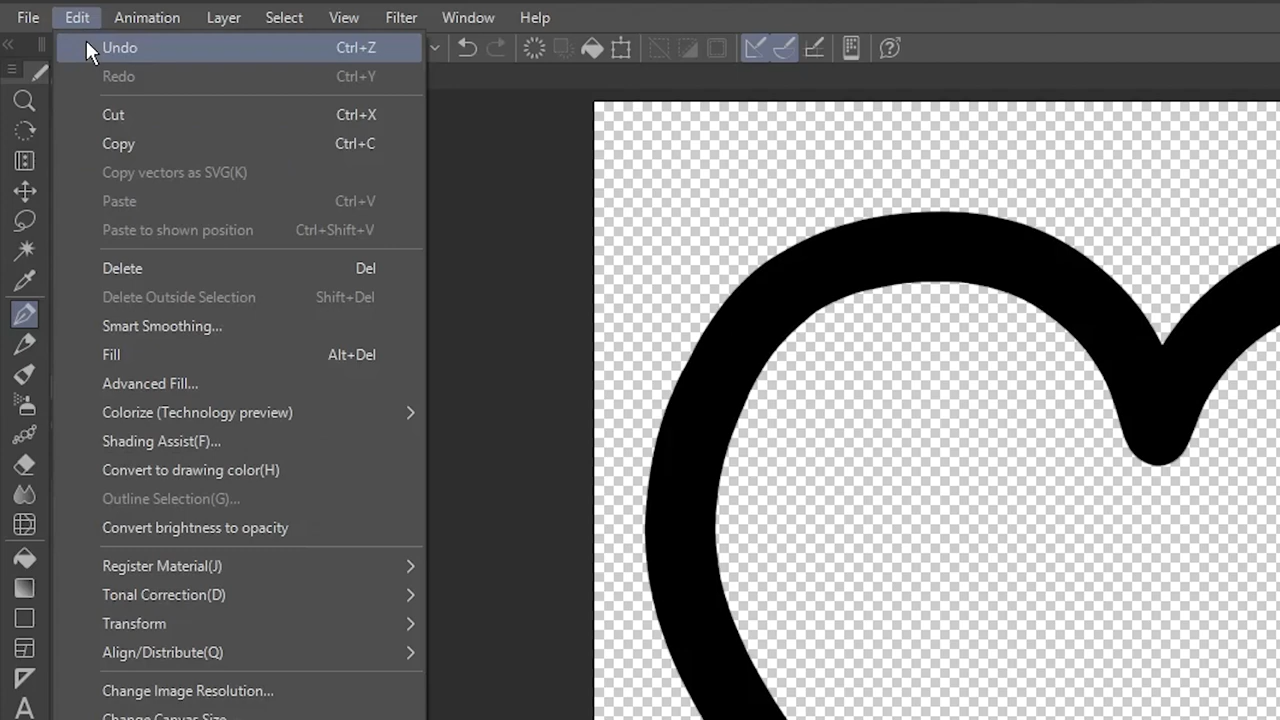 File Edit Animation Layer Select View Filter Window Help
Undo Ctrl+Z
Redo Ctrl+Y
Cut Ctrl+X
Copy Ctrl+C
Copy vectors as SVG(K)
Paste Ctrl+V
Paste to shown position Ctrl+Shift+V
Delete Del
Delete Outside Selection Shift+Del
Smart Smoothing...
Fill Alt+Del
Advanced Fill...
Colorize (Technology preview)
Shading Assist(F)...
Convert to drawing color(H)
Outline Selection(G)...
Convert brightness to opacity
Register Material(J)
Tonal Correction(D)
Transform
Align/Distribute(Q)
Change Image Resolution...
Change Canvas Size